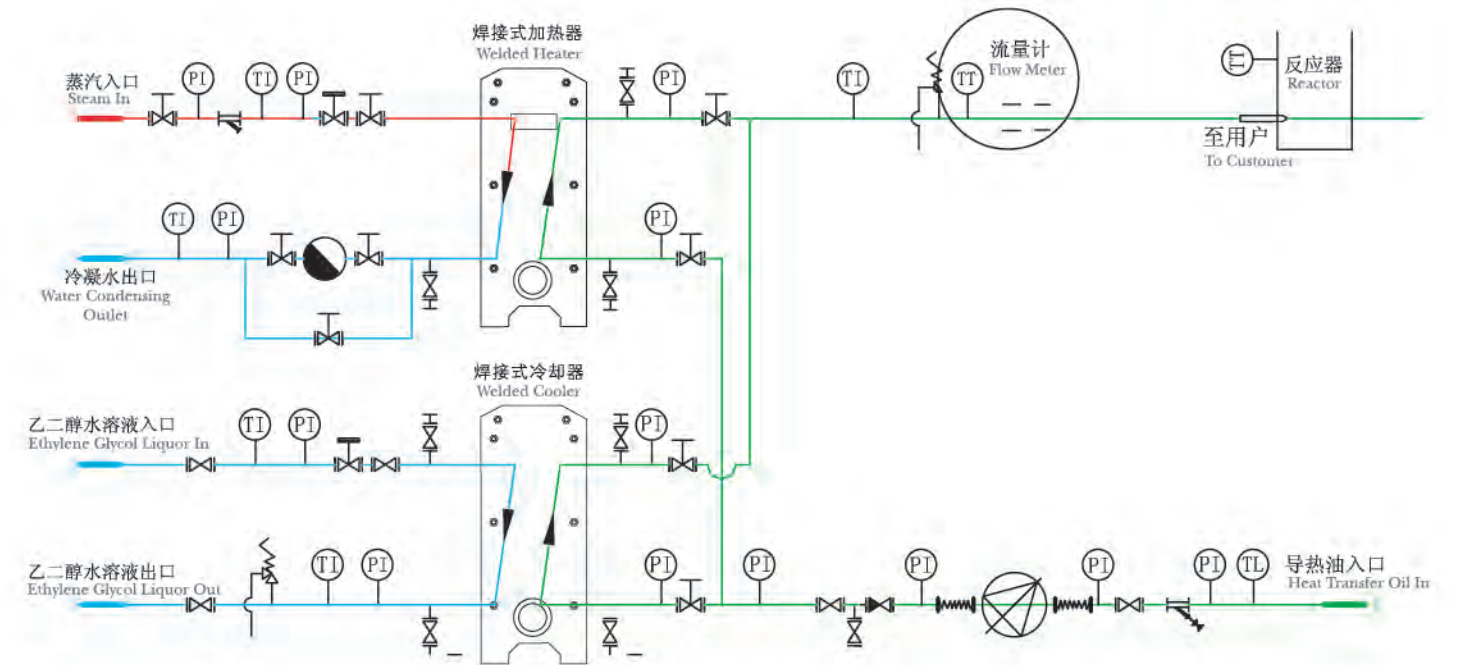 焊接式加热器
Welded Heater
流量计
Flow Meter
蒸汽入口
Steam In
PI
TI
PI
PI
TI
TT
TT
反应器
Reactor
至用户
To Customer
TI
PI
PI
冷凝水出口
Water Condensing
Outlet
焊接式冷却器
Welded Cooler
乙二醇水溶液入口
Ethylene Glycol Liquor In
TI
PI
PI
乙二醇水溶液出口
Ethylene Glycol Liquor Out
TI
PI
PI
PI
PI
PI
PI
TL
导热油入口
Heat Transfer Oil In